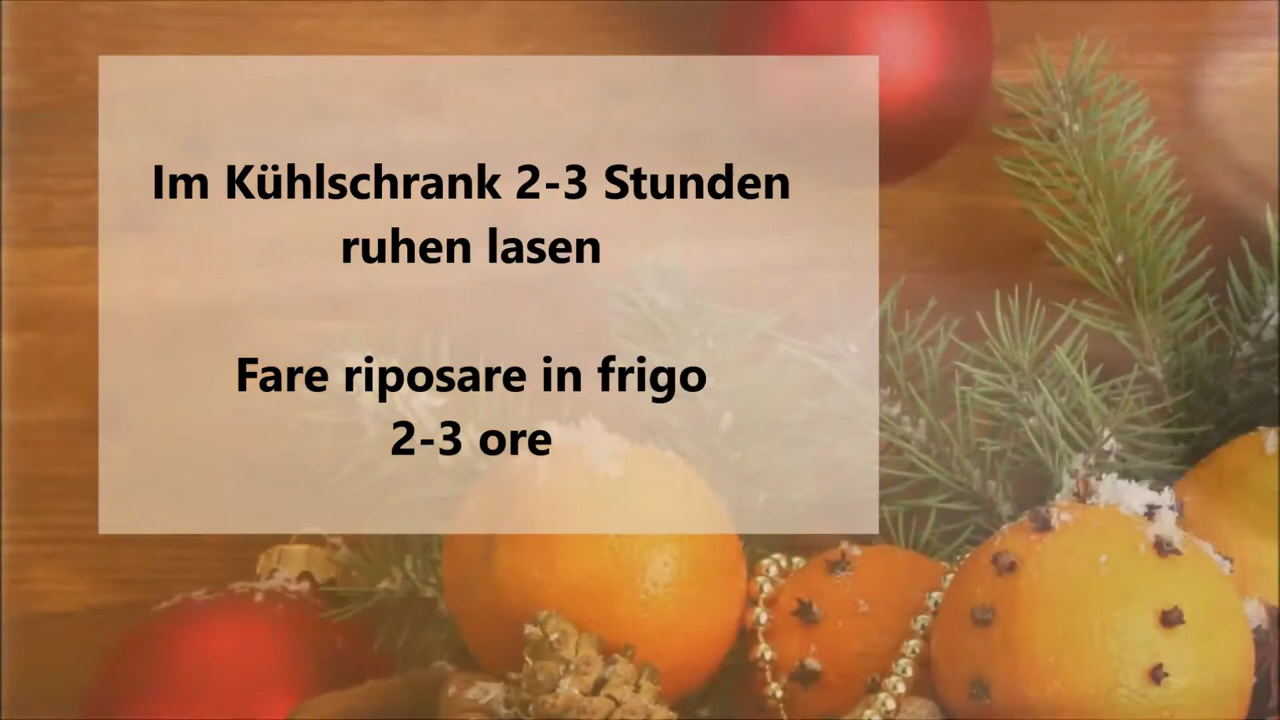 Im Kühlschrank 2-3 Stunden
ruhen lasen
Fare riposare in frigo
2-3 ore